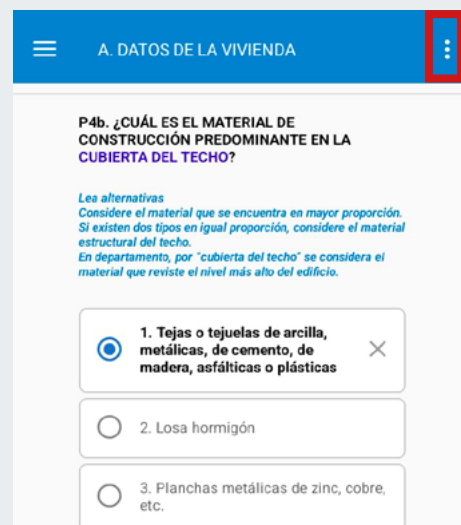 A. DATOS DE LA VIVIENDA
P4b. ¿CUÁL ES EL MATERIAL DE
CONSTRUCCIÓN PREDOMINANTE EN LA
CUBIERTA DEL TECHO?
Lea alternativas
Considere el material que se encuentra en mayor proporción.
Si existen dos tipos en igual proporción, considere el material
estructural del techo.
En departamento, por "cubierta del techo" se considera el
material que reviste el nivel más alto del edificio.
1. Tejas o tejuelas de arcilla,
metálicas, de cemento, de
madera, asfálticas o plásticas
2. Losa hormigón
3. Planchas metálicas de zinc, cobre,
etc.